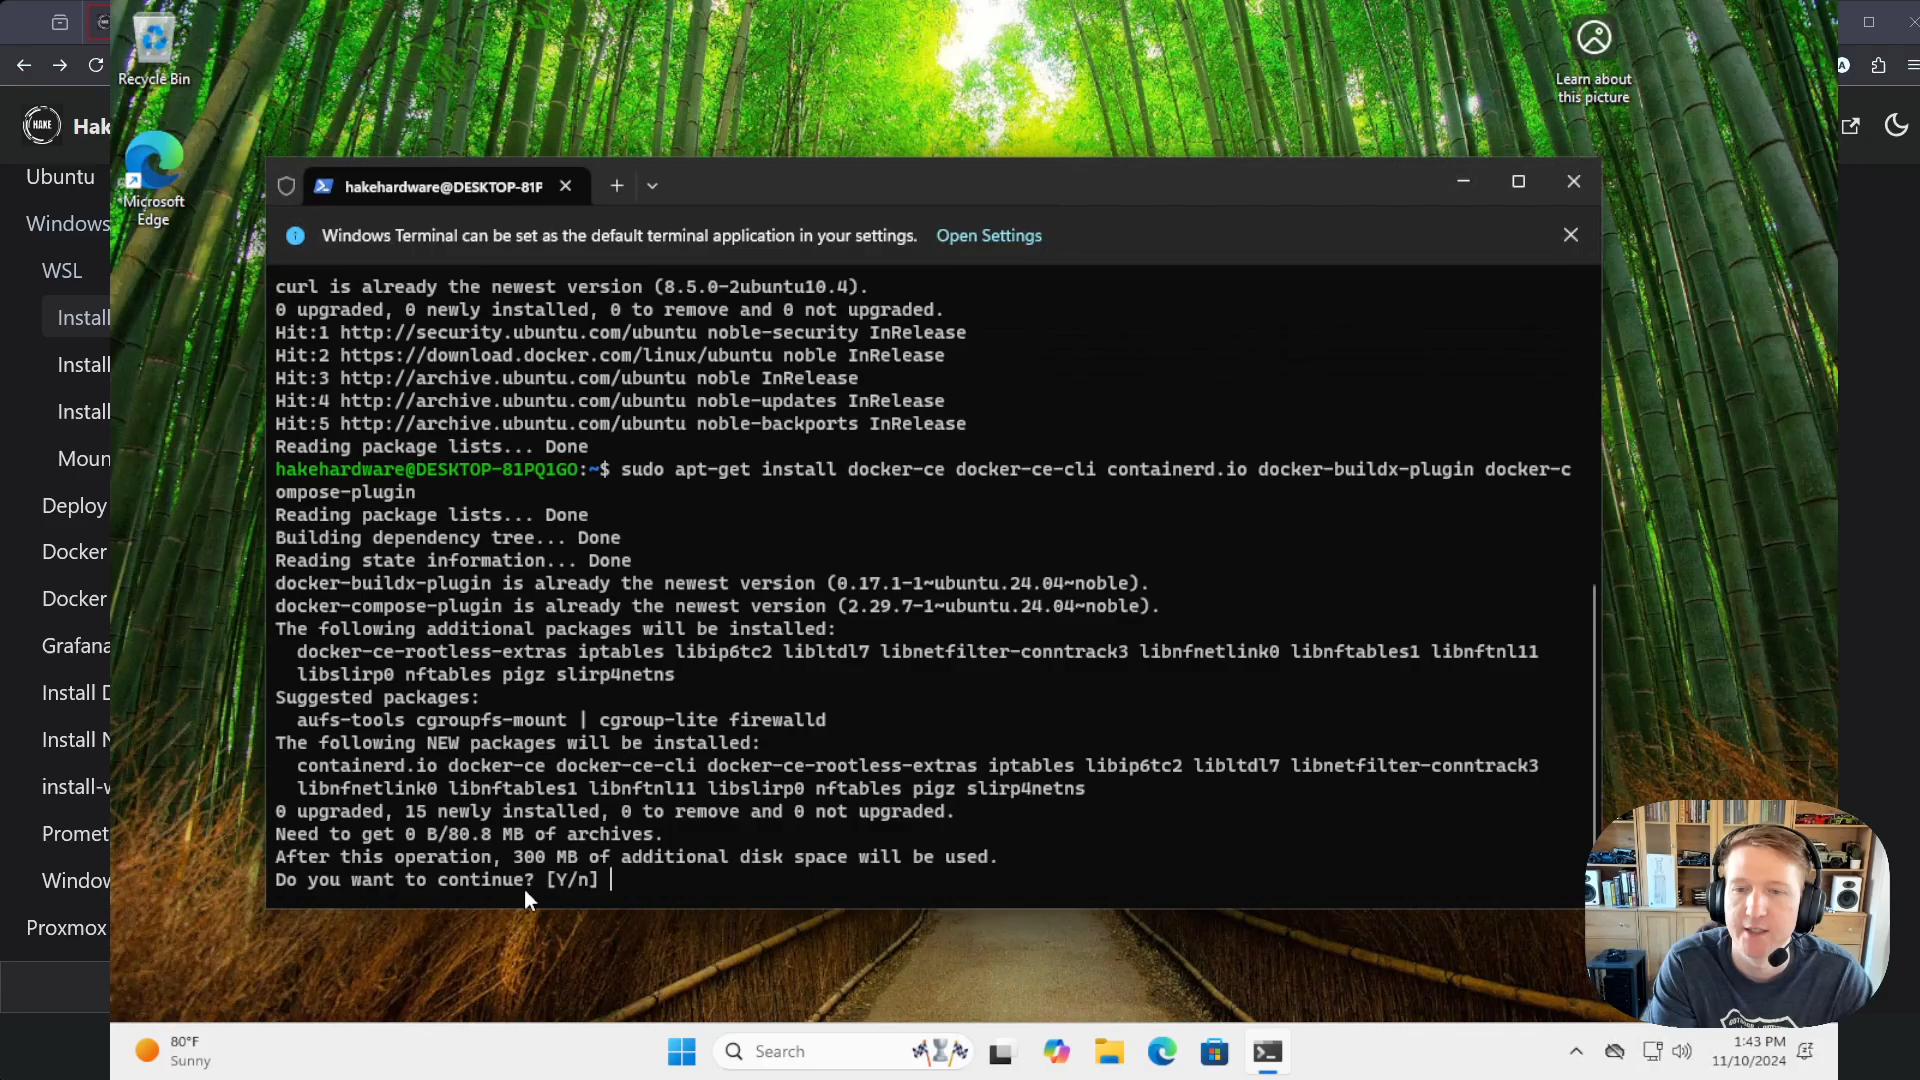 Recycle Bin
Learn about
this picture
HAKE
Hak
Ubuntu
Microsoft
Edge
Windows
WSL
Install
Install
Install
Moun
Deploy
Docker
Docker
Grafana
Install D
Install N
install-w
Promet
Window
Proxmox
hakehardware@DESKTOP-81P
Windows Terminal can be set as the default terminal application in your settings. Open Settings
curl is already the newest version (8.5.0-2ubuntu10.4).
0 upgraded, 0 newly installed, 0 to remove and 0 not upgraded.
Hit:1 http://security.ubuntu.com/ubuntu noble-security InRelease
Hit:2 https://download.docker.com/linux/ubuntu noble InRelease
Hit:3 http://archive.ubuntu.com/ubuntu noble InRelease
Hit:4 http://archive.ubuntu.com/ubuntu noble-updates InRelease
Hit:5 http://archive.ubuntu.com/ubuntu noble-backports InRelease
Reading package lists... Done
hakehardware@DESKTOP-81PQ1GO:~$ sudo apt-get install docker-ce docker-ce-cli containerd.io docker-buildx-plugin docker-c
ompose-plugin
Reading package lists... Done
Building dependency tree... Done
Reading state information... Done
docker-buildx-plugin is already the newest version (0.17.1-1~ubuntu.24.04~noble).
docker-compose-plugin is already the newest version (2.29.7-1~ubuntu.24.04~noble).
The following additional packages will be installed:
docker-ce-rootless-extras iptables libip6tc2 libltdl7 libnetfilter-conntrack3 libnfnetlink0 libnftables1 libnftnl11
libslirp0 nftables pigz slirp4netns
Suggested packages:
aufs-tools cgroupfs-mount | cgroup-lite firewalld
The following NEW packages will be installed:
containerd.io docker-ce docker-ce-cli docker-ce-rootless-extras iptables libip6tc2 libltdl7 libnetfilter-conntrack3
libnfnetlink0 libnftables1 libnftnl11 libslirp0 nftables pigz slirp4netns
0 upgraded, 15 newly installed, 0 to remove and 0 not upgraded.
Need to get 0 B/80.8 MB of archives.
After this operation, 300 MB of additional disk space will be used.
Do you want to continue? [Y/n]
80°F
Sunny
Search
1:43 PM
11/10/2024